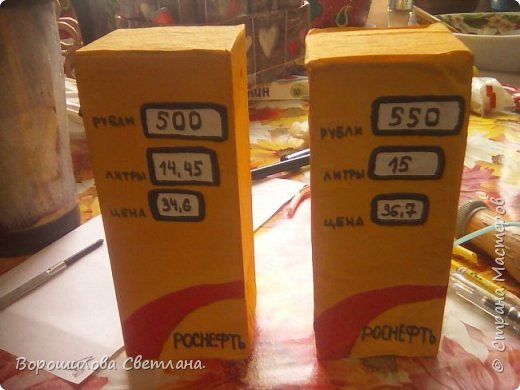 РУБЛИ 500
ЛИТРЫ 14,45
ЦЕНА 34,6
РОСНЕФТЬ
РУБЛИ 550
ЛИТРЫ 15
ЦЕНА 36,7
РОСНЕФТЬ
Ворошилова Светлана.
© Страна Мастеров